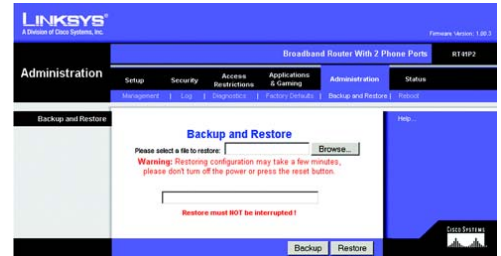 LINKSYS®
A Division of Cisco Systems, Inc.
Firmware Version: 1.00.3
Broadband Router With 2 Phone Ports
RT41P2
Administration
Setup
Security
Access Restrictions
Applications & Gaming
Administration
Status
Management | Log | Diagnostics | Factory Defaults | Backup and Restore | Reboot
Backup and Restore
Help...
Backup and Restore
Please select a file to restore:
Browse...
Warning: Restoring configuration may take a few minutes,
please don't turn off the power or press the reset button.
Restore must NOT be interrupted !
CISCO SYSTEMS
Backup
Restore